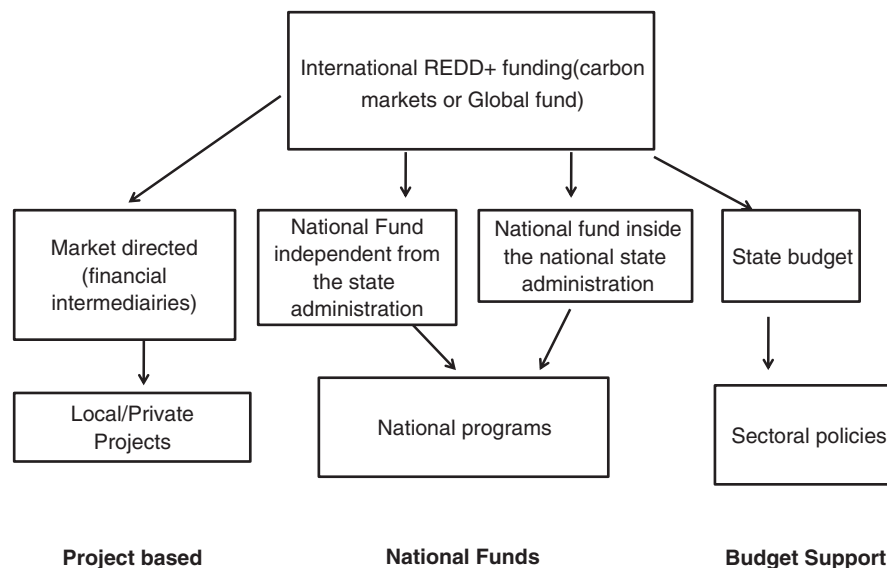 International REDD+ funding(carbon
markets or Global fund)
Market directed
(financial
intermediairies)
National Fund
independent from
the state
administration
National fund inside
the national state
administration
State budget
Local/Private
Projects
National programs
Sectoral policies
Project based
National Funds
Budget Support